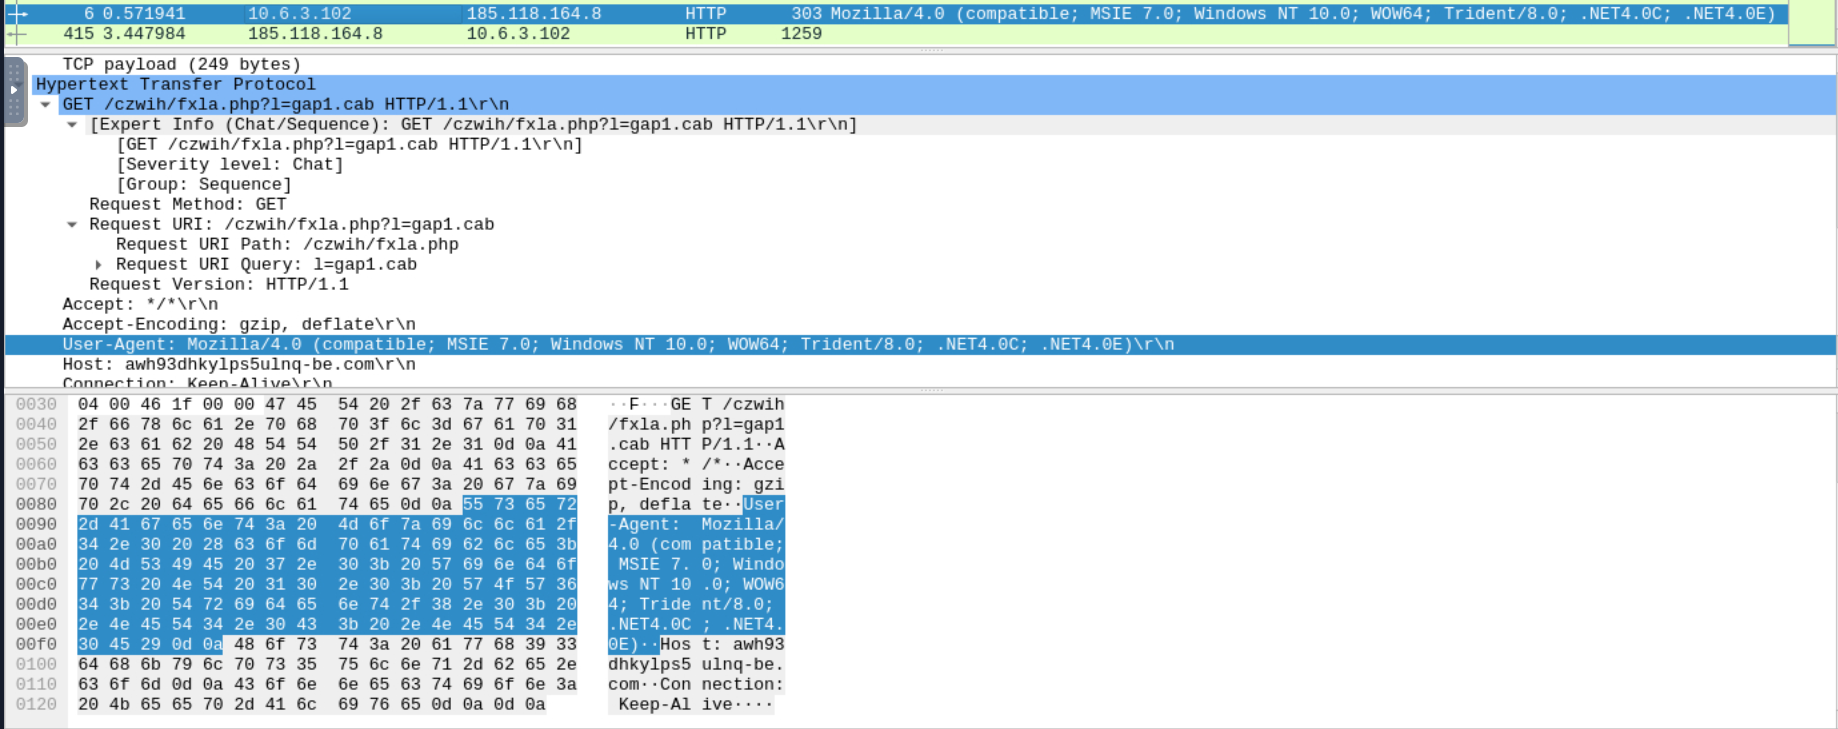 6 0.571941 10.6.3.102 185.118.164.8 HTTP 303 Mozilla/4.0 (compatible; MSIE 7.0; Windows NT 10.0; WOW64; Trident/8.0; .NET4.0C; .NET4.0E)
415 3.447984 185.118.164.8 10.6.3.102 HTTP 1259
TCP payload (249 bytes)
Hypertext Transfer Protocol
GET /czwih/fxla.php?l=gap1.cab HTTP/1.1\r\n
[Expert Info (Chat/Sequence): GET /czwih/fxla.php?l=gap1.cab HTTP/1.1\r\n]
[GET /czwih/fxla.php?l=gap1.cab HTTP/1.1\r\n]
[Severity level: Chat]
[Group: Sequence]
Request Method: GET
Request URI: /czwih/fxla.php?l=gap1.cab
Request URI Path: /czwih/fxla.php
Request URI Query: l=gap1.cab
Request Version: HTTP/1.1
Accept: */*\r\n
Accept-Encoding: gzip, deflate\r\n
User-Agent: Mozilla/4.0 (compatible; MSIE 7.0; Windows NT 10.0; WOW64; Trident/8.0; .NET4.0C; .NET4.0E)\r\n
Host: awh93dhkylps5ulnq-be.com\r\n
Connection: Keep-Alive\r\n
0030 04 00 46 1f 00 00 47 45 54 20 2f 63 7a 77 69 68 ··F···GE T /czwih
0040 2f 66 78 6c 61 2e 70 68 70 3f 6c 3d 67 61 70 31 /fxla.ph p?l=gap1
0050 2e 63 61 62 20 48 54 54 50 2f 31 2e 31 0d 0a 41 .cab HTT P/1.1··A
0060 63 63 65 70 74 3a 20 2a 2f 2a 0d 0a 41 63 63 65 ccept: * /*··Acce
0070 70 74 2d 45 6e 63 6f 64 69 6e 67 3a 20 67 7a 69 pt-Encod ing: gzi
0080 70 2c 20 64 65 66 6c 61 74 65 0d 0a 55 73 65 72 p, defla te··User
0090 2d 41 67 65 6e 74 3a 20 4d 6f 7a 69 6c 6c 61 2f -Agent: Mozilla/
00a0 34 2e 30 20 28 63 6f 6d 70 61 74 69 62 6c 65 3b 4.0 (com patible;
00b0 20 4d 53 49 45 20 37 2e 30 3b 20 57 69 6e 64 6f MSIE 7. 0; Windo
00c0 77 73 20 4e 54 20 31 30 2e 30 3b 20 57 4f 57 36 ws NT 10 .0; WOW6
00d0 34 3b 20 54 72 69 64 65 6e 74 2f 38 2e 30 3b 20 4; Tride nt/8.0;
00e0 2e 4e 45 54 34 2e 30 43 3b 20 2e 4e 45 54 34 2e .NET4.0C ; .NET4.
00f0 30 45 29 0d 0a 48 6f 73 74 3a 20 61 77 68 39 33 0E)··Hos t: awh93
0100 64 68 6b 79 6c 70 73 35 75 6c 6e 71 2d 62 65 2e dhkylps5 ulnq-be.
0110 63 6f 6d 0d 0a 43 6f 6e 6e 65 63 74 69 6f 6e 3a com··Con nection:
0120 20 4b 65 65 70 2d 41 6c 69 76 65 0d 0a 0d 0a Keep-Al ive····